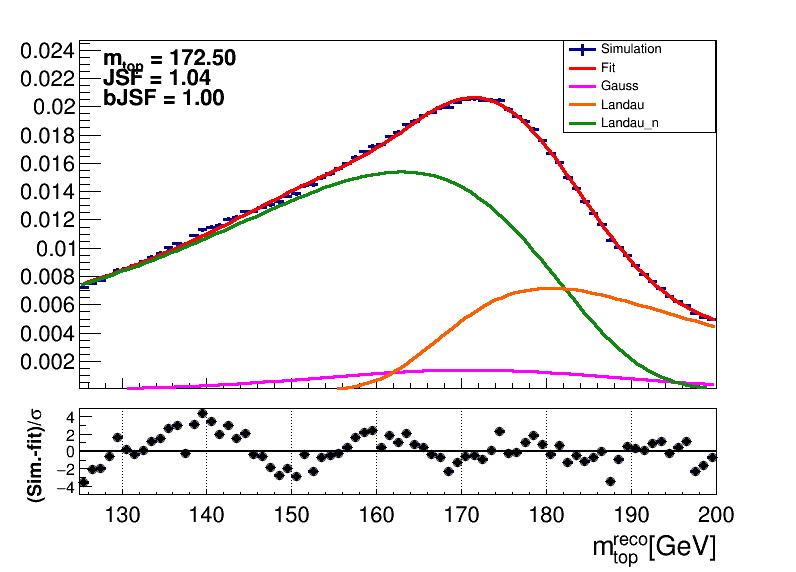 m_top = 172.50
JSF = 1.04
bJSF = 1.00
Simulation
Fit
Gauss
Landau
Landau_n
0.024
0.022
0.02
0.018
0.016
0.014
0.012
0.01
0.008
0.006
0.004
0.002
(Sim.-fit)/σ
4
2
0
−2
−4
130 140 150 160 170 180 190 200
m_top^reco[GeV]